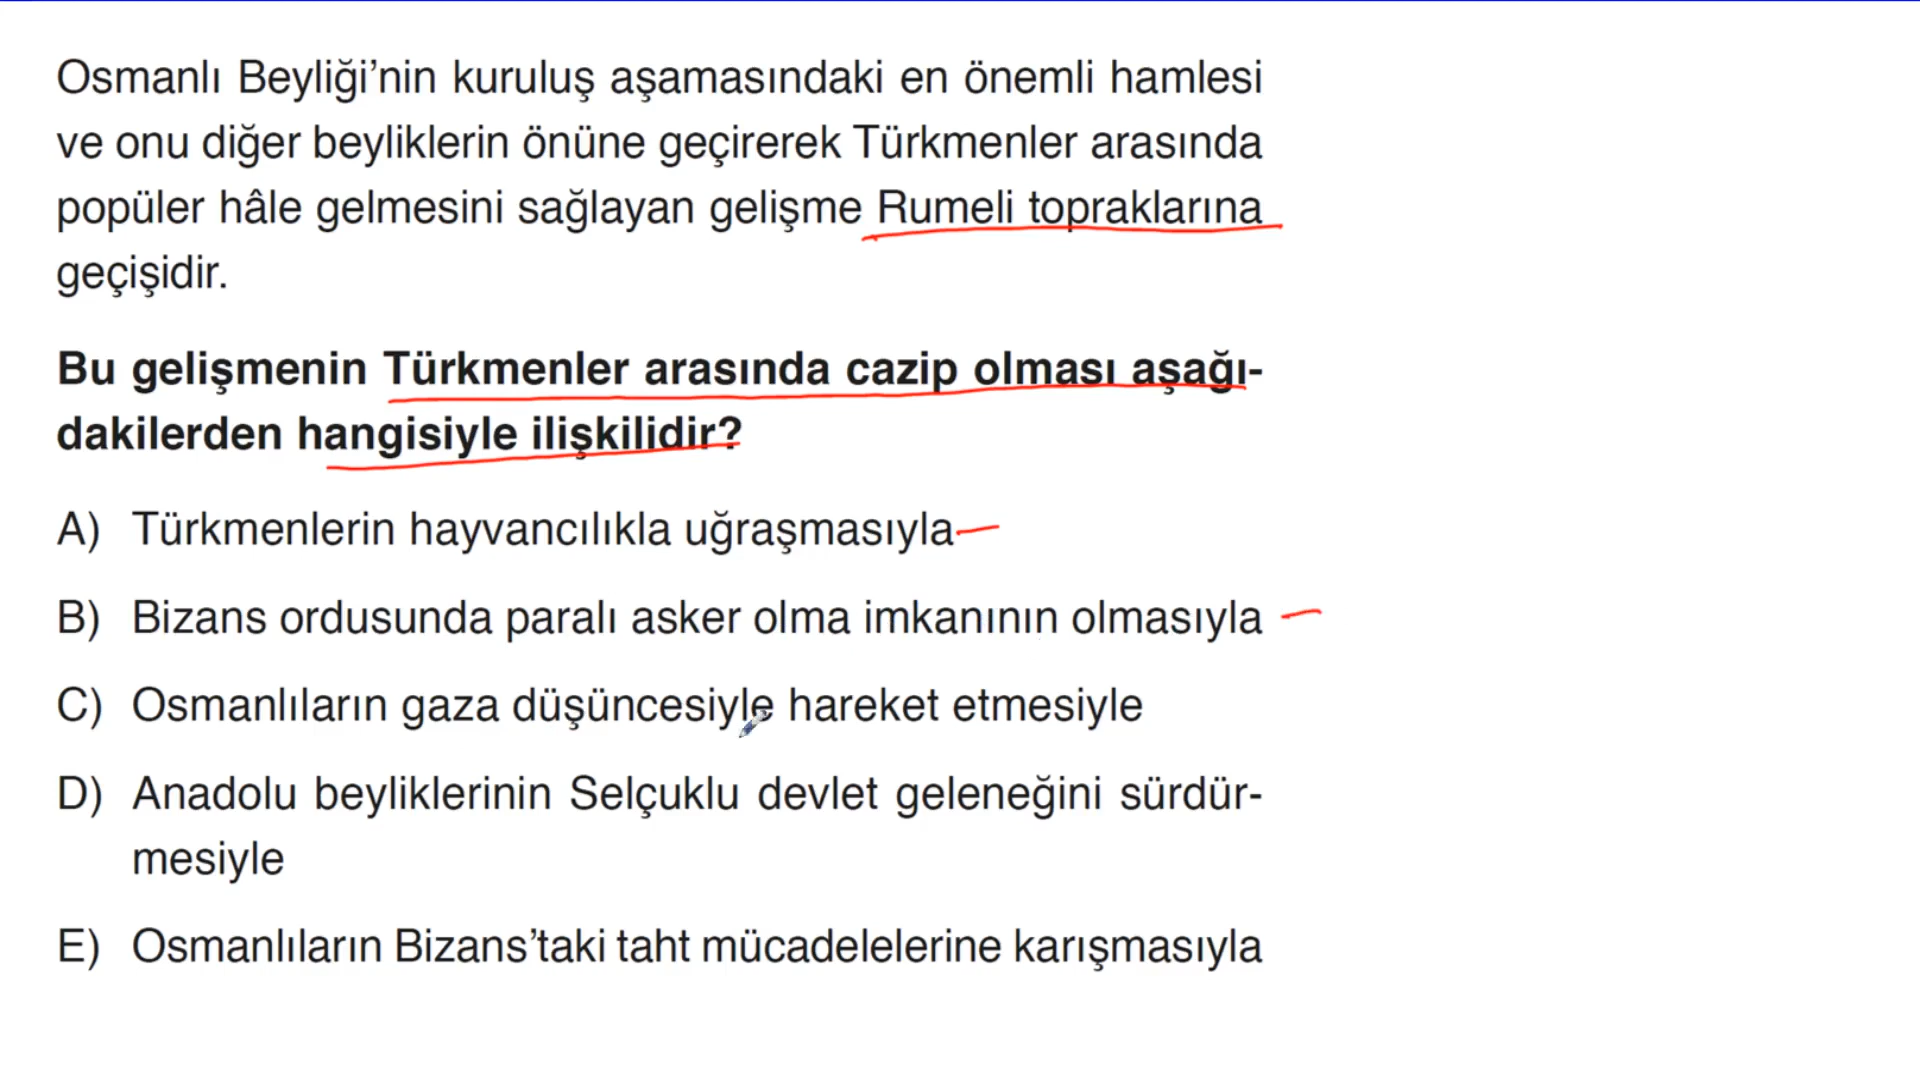 Osmanlı Beyliği’nin kuruluş aşamasındaki en önemli hamlesi
ve onu diğer beyliklerin önüne geçirerek Türkmenler arasında
popüler hâle gelmesini sağlayan gelişme Rumeli topraklarına
geçişidir.
Bu gelişmenin Türkmenler arasında cazip olması aşağı-
dakilerden hangisiyle ilişkilidir?
A) Türkmenlerin hayvancılıkla uğraşmasıyla
B) Bizans ordusunda paralı asker olma imkanının olmasıyla
C) Osmanlıların gaza düşüncesiyle hareket etmesiyle
D) Anadolu beyliklerinin Selçuklu devlet geleneğini sürdür-
mesiyle
E) Osmanlıların Bizans’taki taht mücadelelerine karışmasıyla